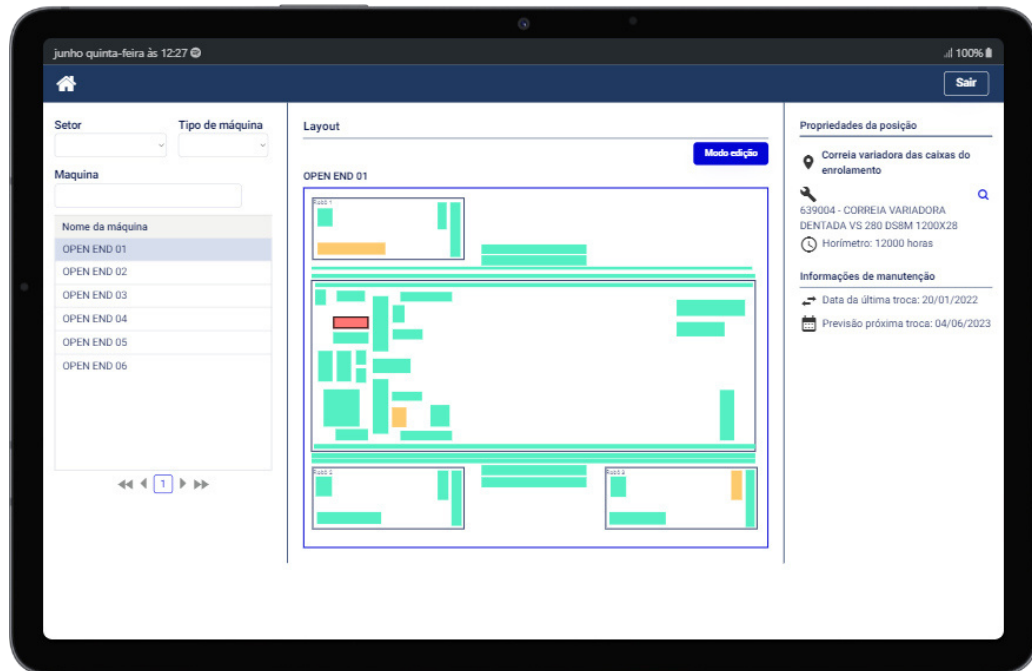 junho quinta-feira às 12:27
100%
Sair
Setor
Tipo de máquina
Maquina
Nome da máquina
OPEN END 01
OPEN END 02
OPEN END 03
OPEN END 04
OPEN END 05
OPEN END 06
1
Layout
Modo edição
OPEN END 01
Propriedades da posição
Correia variadora das caixas do
enrolamento
639004 - CORREIA VARIADORA
DENTADA VS 280 DS8M 1200X28
Horímetro: 12000 horas
Informações de manutenção
Data da última troca: 20/01/2022
Previsão próxima troca: 04/06/2023